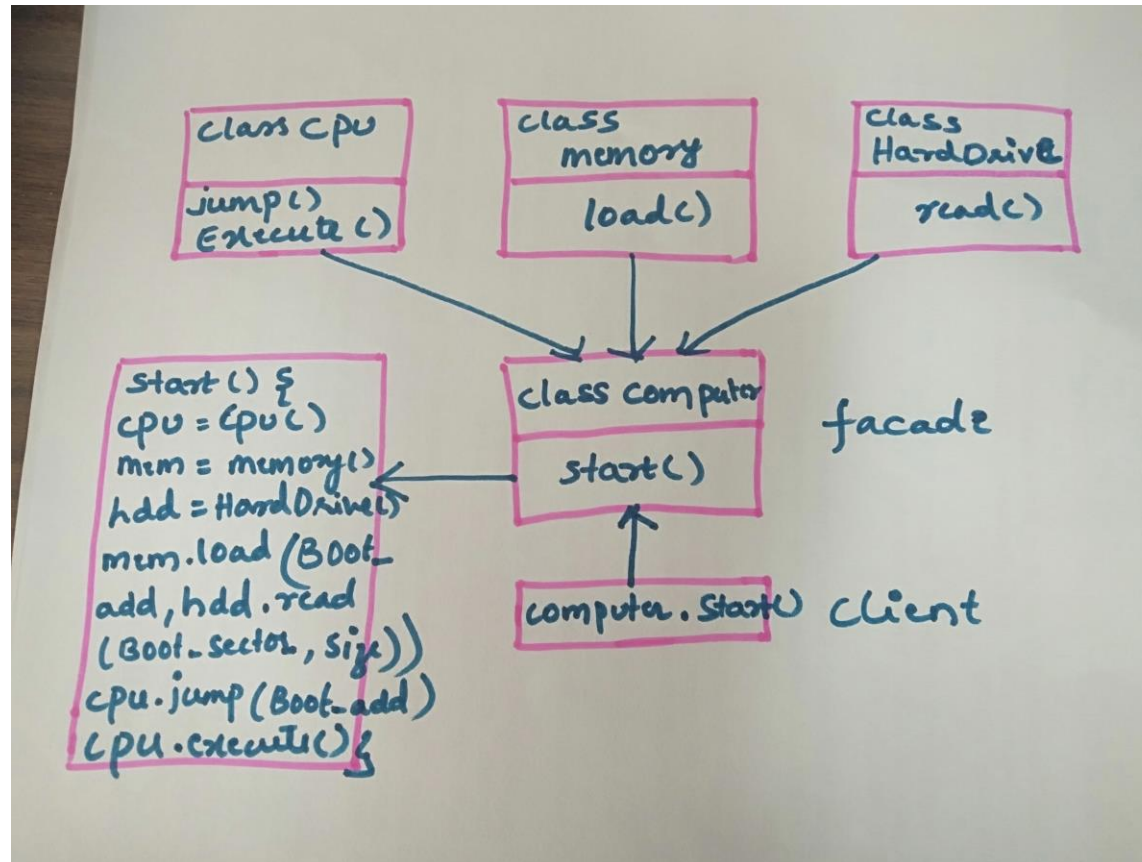 class CPU
jump()
Execute()
class
memory
load()
class
HardDrive
read()
start() {
cpu = CPU()
mem = memory()
hdd = HardDrive()
mem.load (Boot_
add, hdd.read
(Boot_sector, size))
cpu.jump (Boot_add)
CPU.execute() }
class computer
start()
facade
computer.start()
client